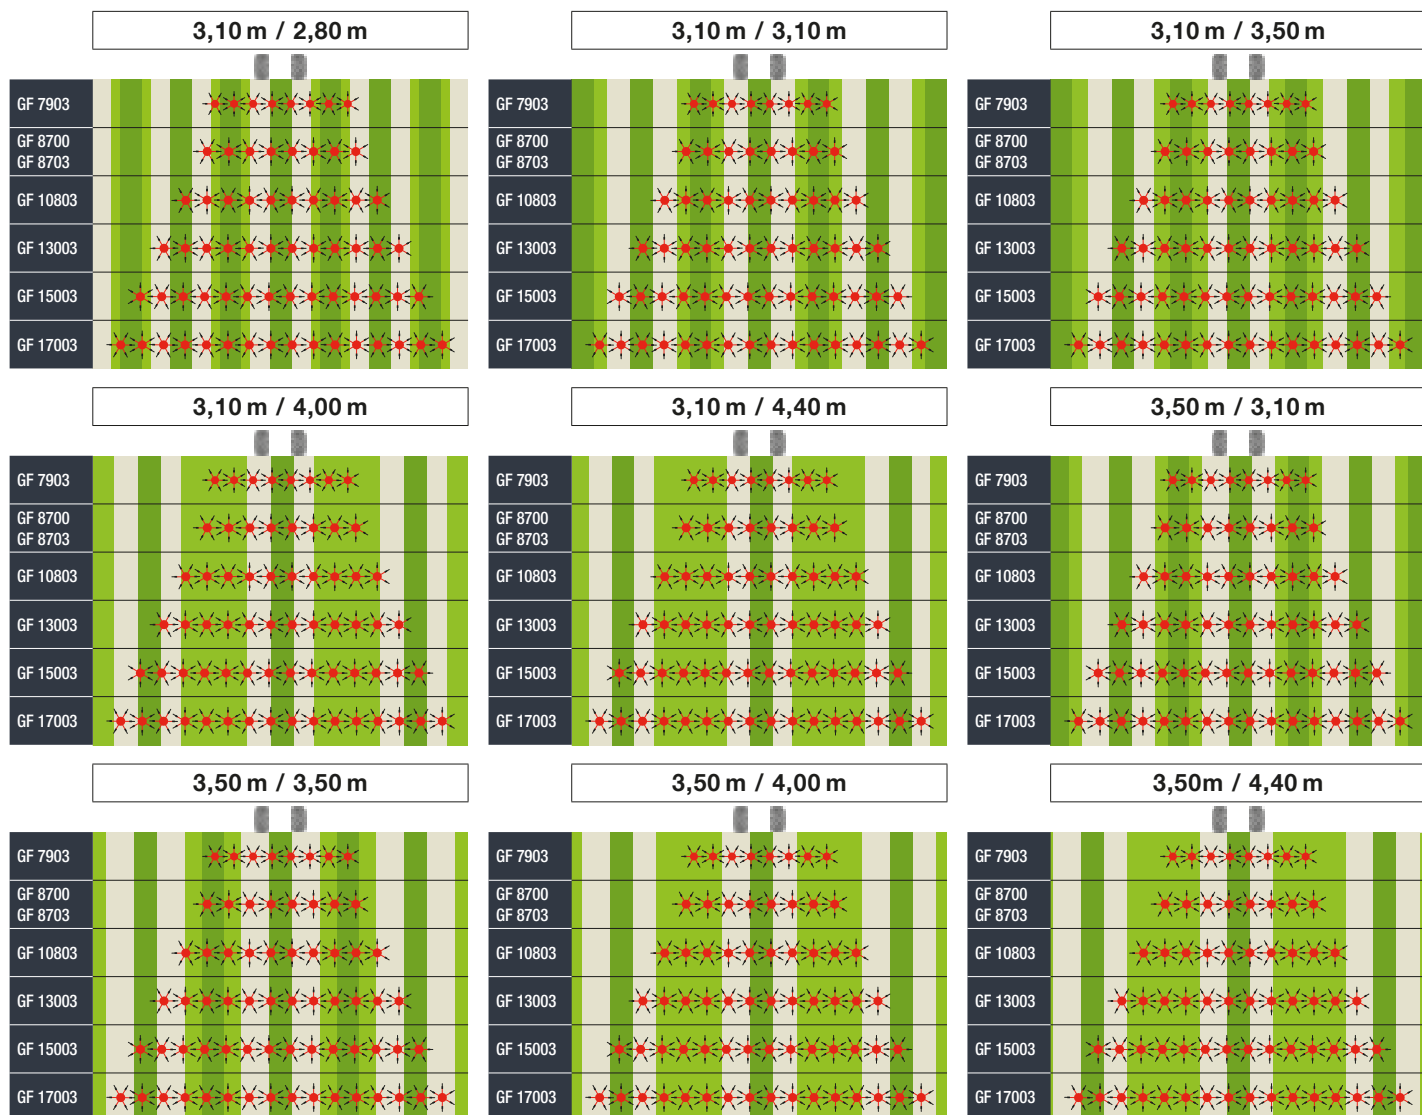 3,10 m / 2,80 m
GF 7903
GF 8700
GF 8703
GF 10803
GF 13003
GF 15003
GF 17003
3,10 m / 3,10 m
GF 7903
GF 8700
GF 8703
GF 10803
GF 13003
GF 15003
GF 17003
3,10 m / 3,50 m
GF 7903
GF 8700
GF 8703
GF 10803
GF 13003
GF 15003
GF 17003
3,10 m / 4,00 m
GF 7903
GF 8700
GF 8703
GF 10803
GF 13003
GF 15003
GF 17003
3,10 m / 4,40 m
GF 7903
GF 8700
GF 8703
GF 10803
GF 13003
GF 15003
GF 17003
3,50 m / 3,10 m
GF 7903
GF 8700
GF 8703
GF 10803
GF 13003
GF 15003
GF 17003
3,50 m / 3,50 m
GF 7903
GF 8700
GF 8703
GF 10803
GF 13003
GF 15003
GF 17003
3,50 m / 4,00 m
GF 7903
GF 8700
GF 8703
GF 10803
GF 13003
GF 15003
GF 17003
3,50m / 4,40 m
GF 7903
GF 8700
GF 8703
GF 10803
GF 13003
GF 15003
GF 17003